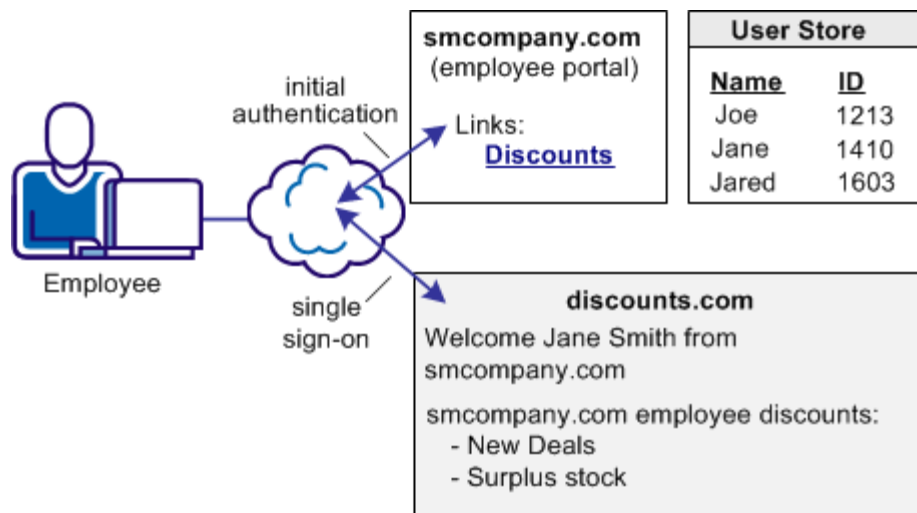 smcompany.com
(employee portal)
Links:
Discounts
User Store
Name ID
Joe 1213
Jane 1410
Jared 1603
initial
authentication
Employee
single
sign-on
discounts.com
Welcome Jane Smith from
smcompany.com
smcompany.com employee discounts:
- New Deals
- Surplus stock